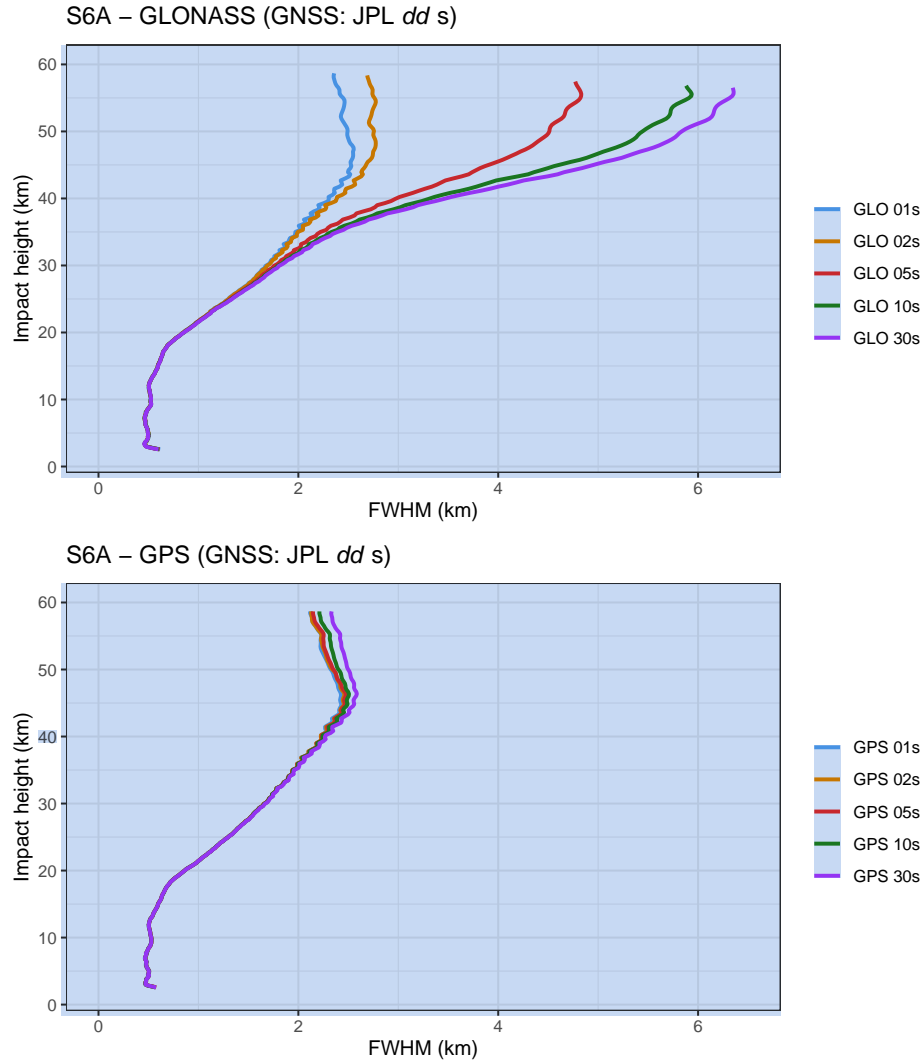 S6A – GLONASS (GNSS: JPL dd s)
60
50
40
30
20
10
0
Impact height (km)
0 2 4 6
FWHM (km)
GLO 01s
GLO 02s
GLO 05s
GLO 10s
GLO 30s
S6A – GPS (GNSS: JPL dd s)
60
50
40
30
20
10
0
Impact height (km)
0 2 4 6
FWHM (km)
GPS 01s
GPS 02s
GPS 05s
GPS 10s
GPS 30s